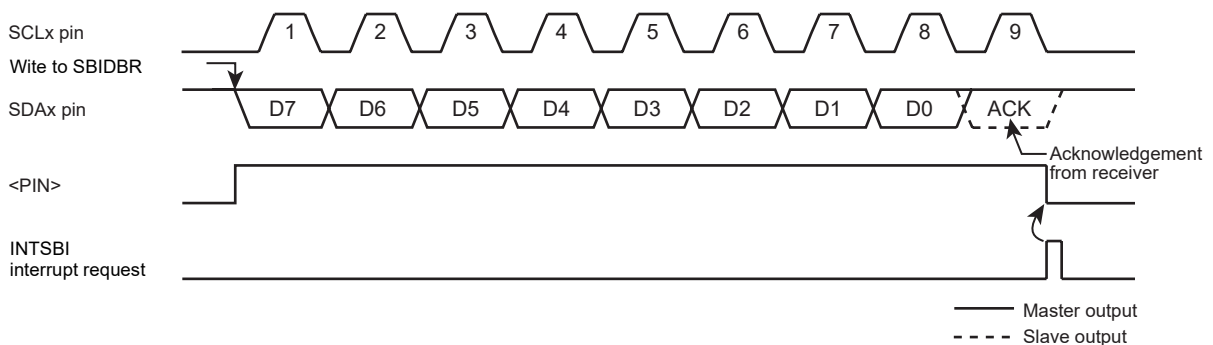 SCLx pin
1 2 3 4 5 6 7 8 9
Wite to SBIDBR
SDAx pin
D7 D6 D5 D4 D3 D2 D1 D0 ACK
Acknowledgement
from receiver
<PIN>
INTSBI
interrupt request
Master output
Slave output